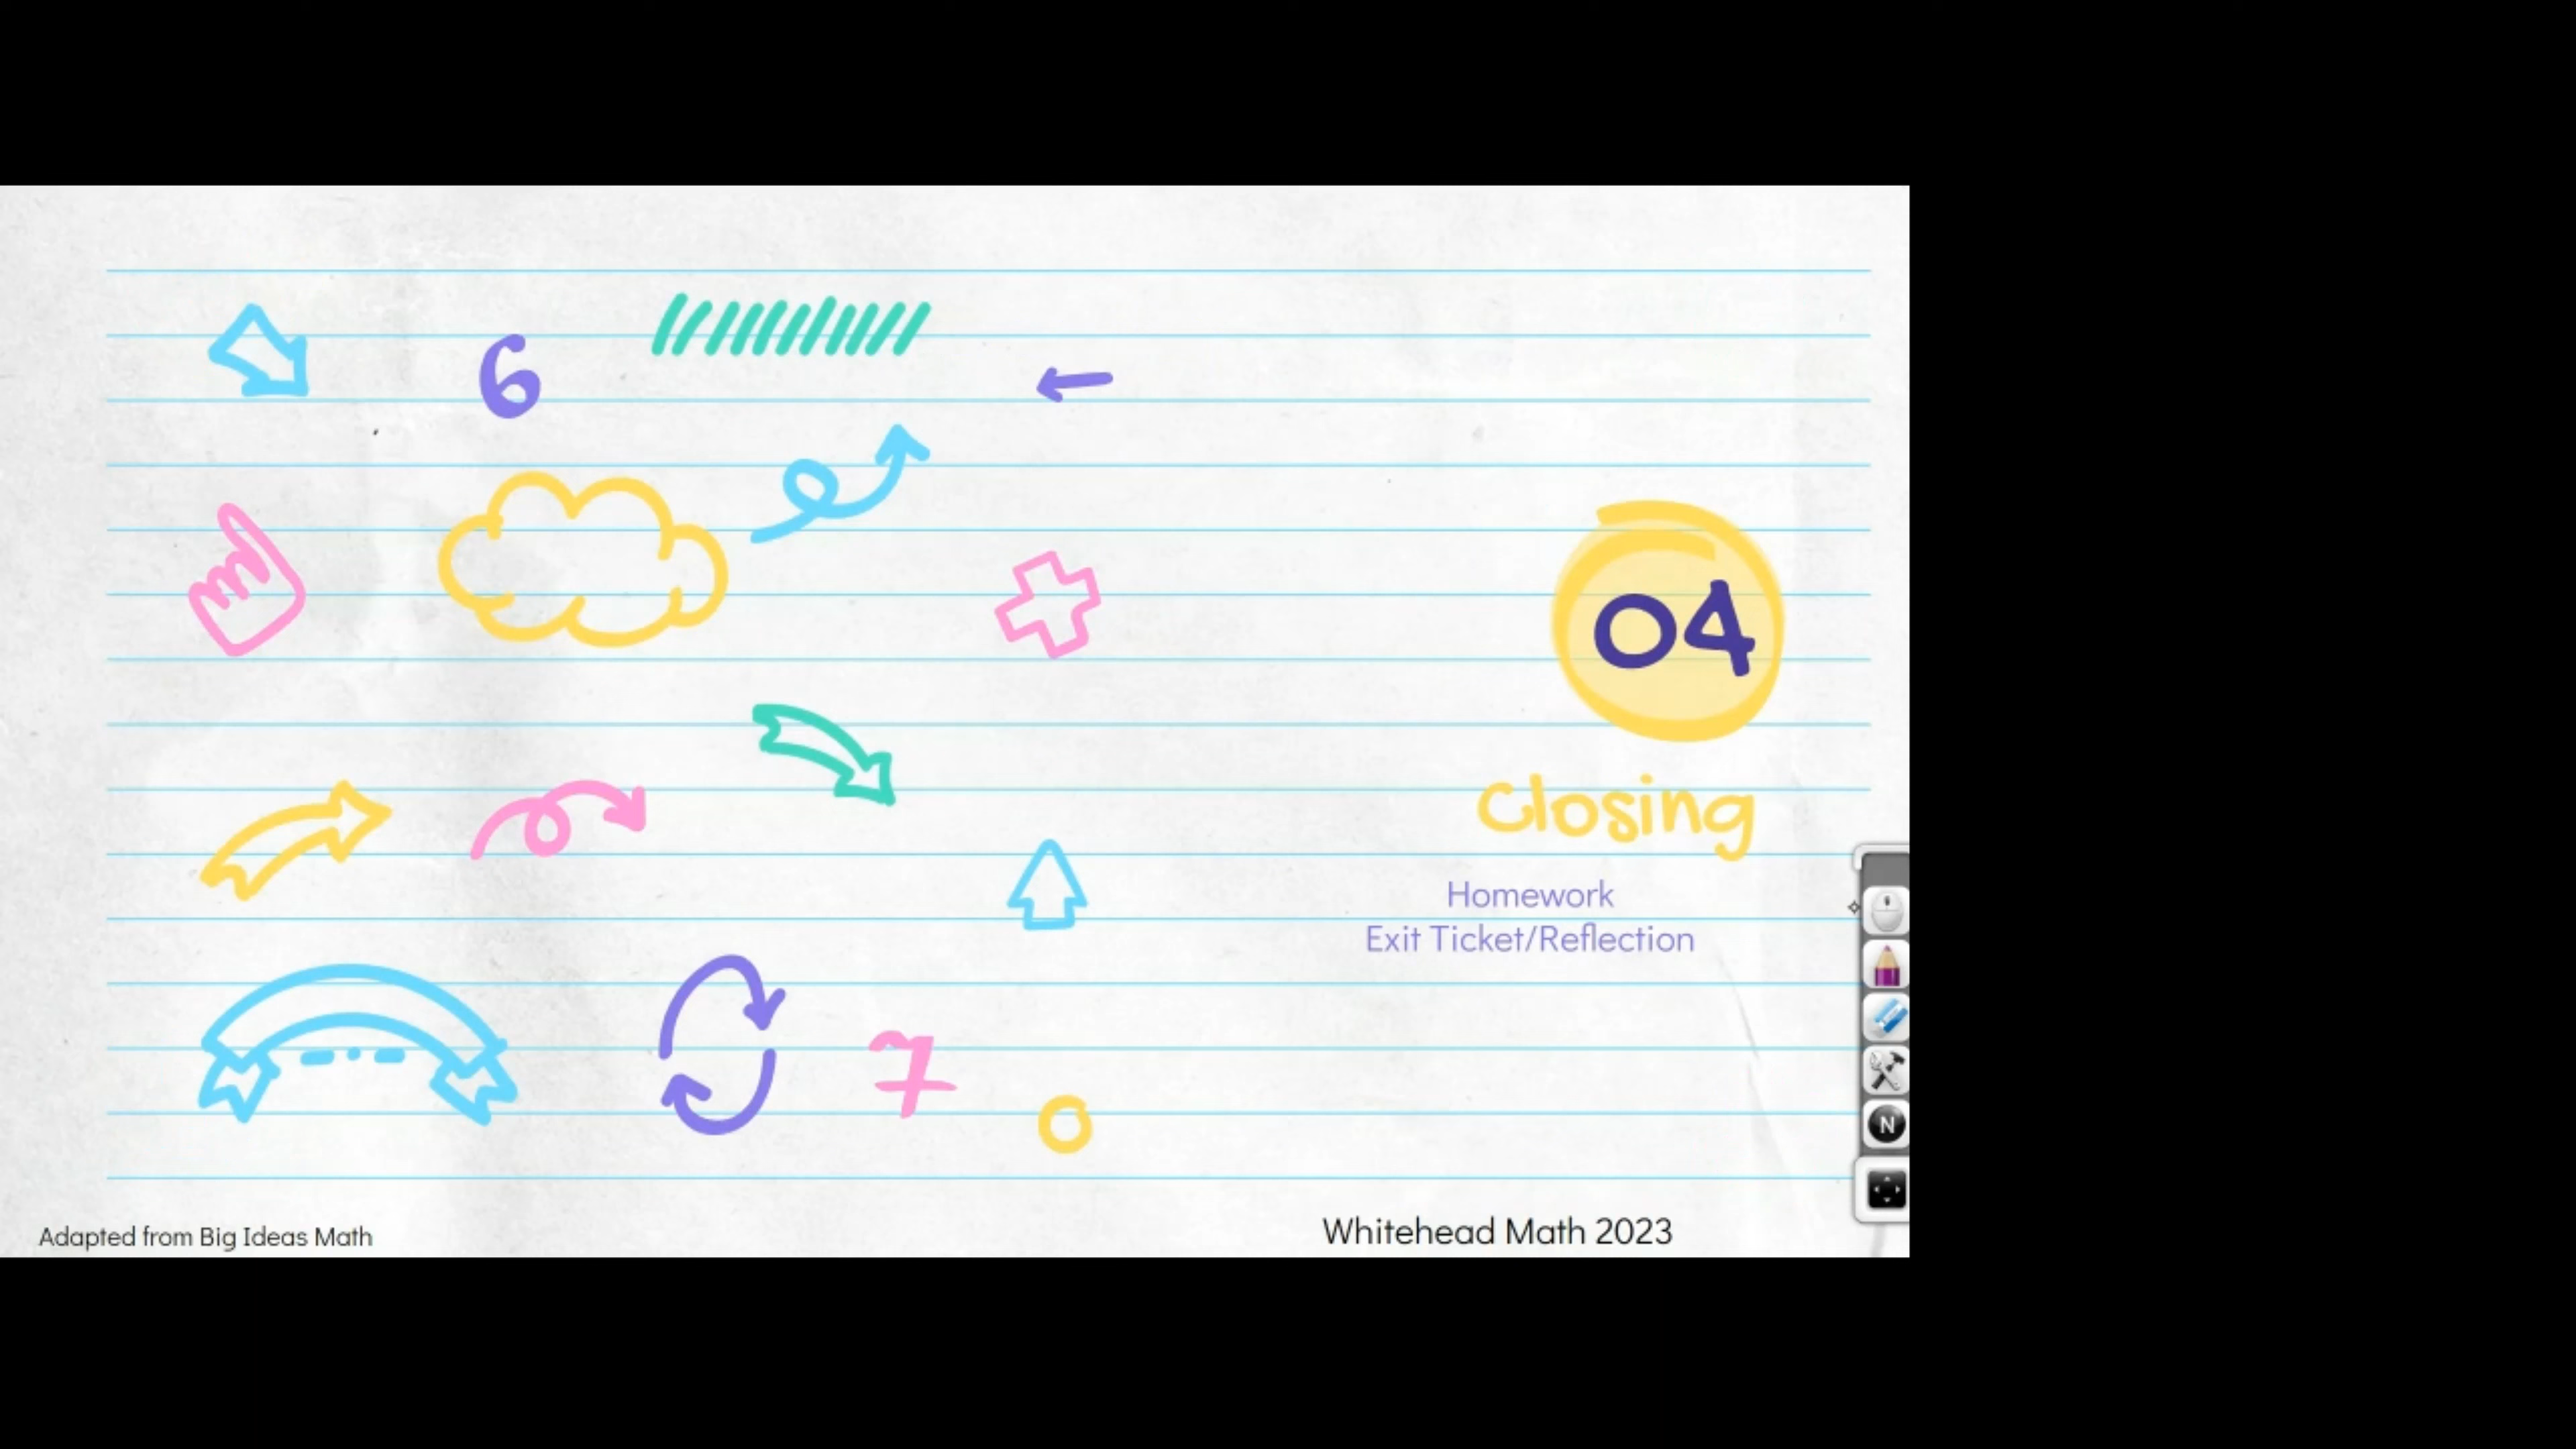 6
04
Closing
Homework
Exit Ticket/Reflection
7
0
Adapted from Big Ideas Math
Whitehead Math 2023
N